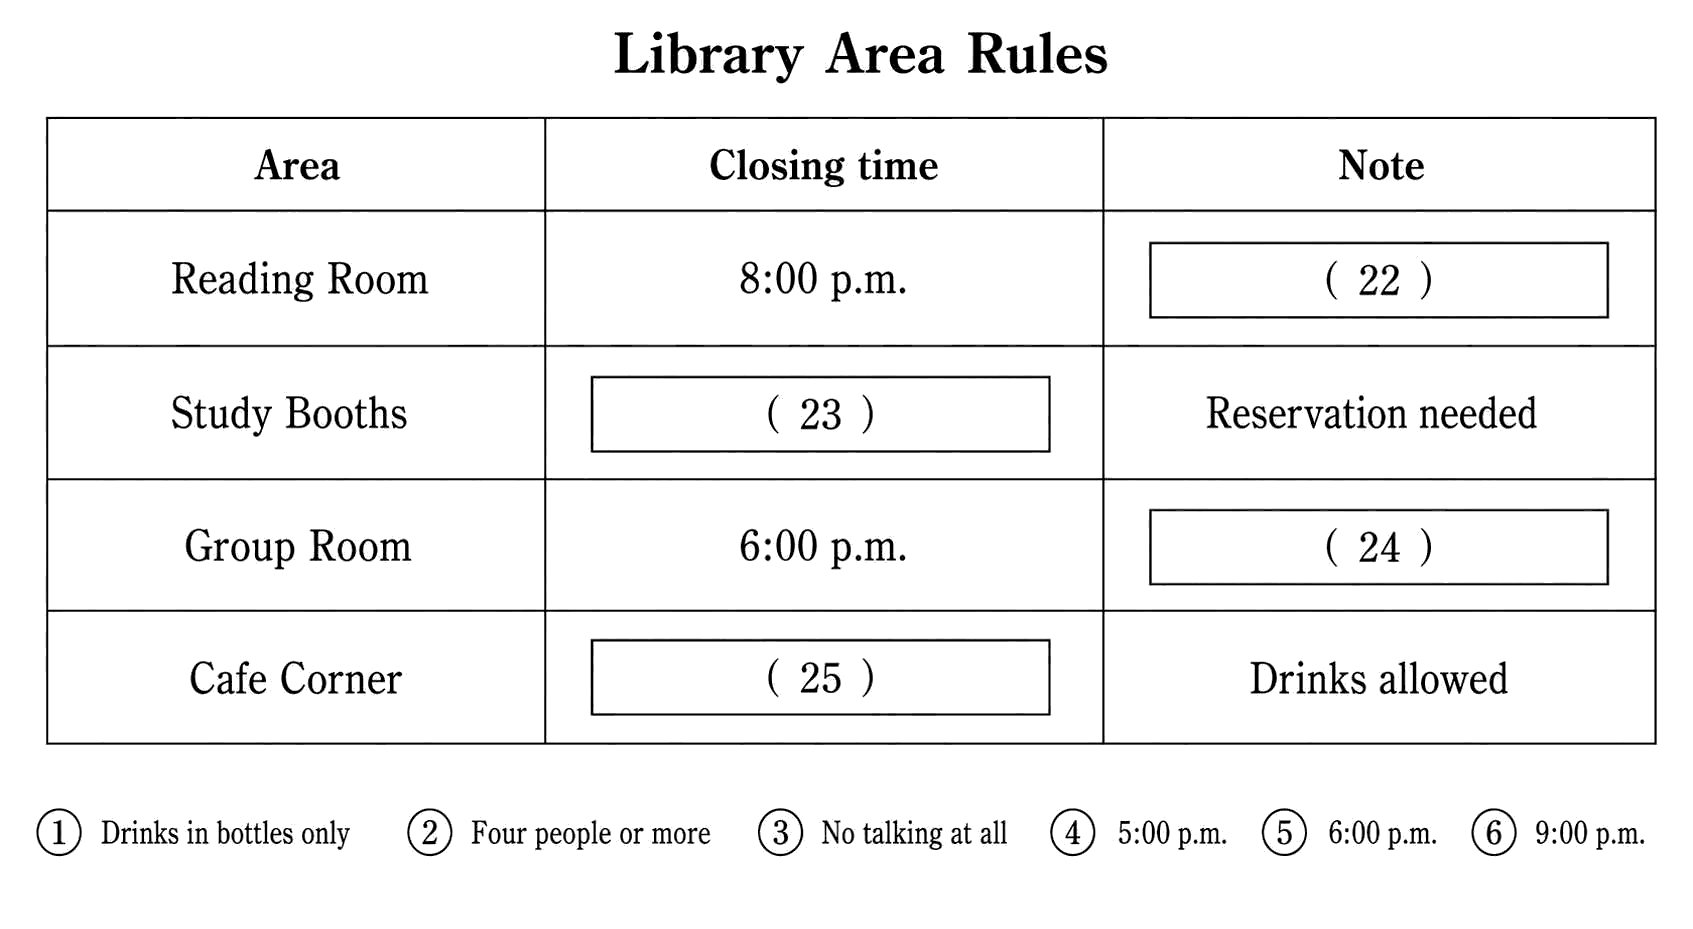 Library Area Rules
Area Closing time Note
Reading Room 8:00 p.m. ( 22 )
Study Booths ( 23 ) Reservation needed
Group Room 6:00 p.m. ( 24 )
Cafe Corner ( 25 ) Drinks allowed
① Drinks in bottles only ② Four people or more ③ No talking at all ④ 5:00 p.m. ⑤ 6:00 p.m. ⑥ 9:00 p.m.